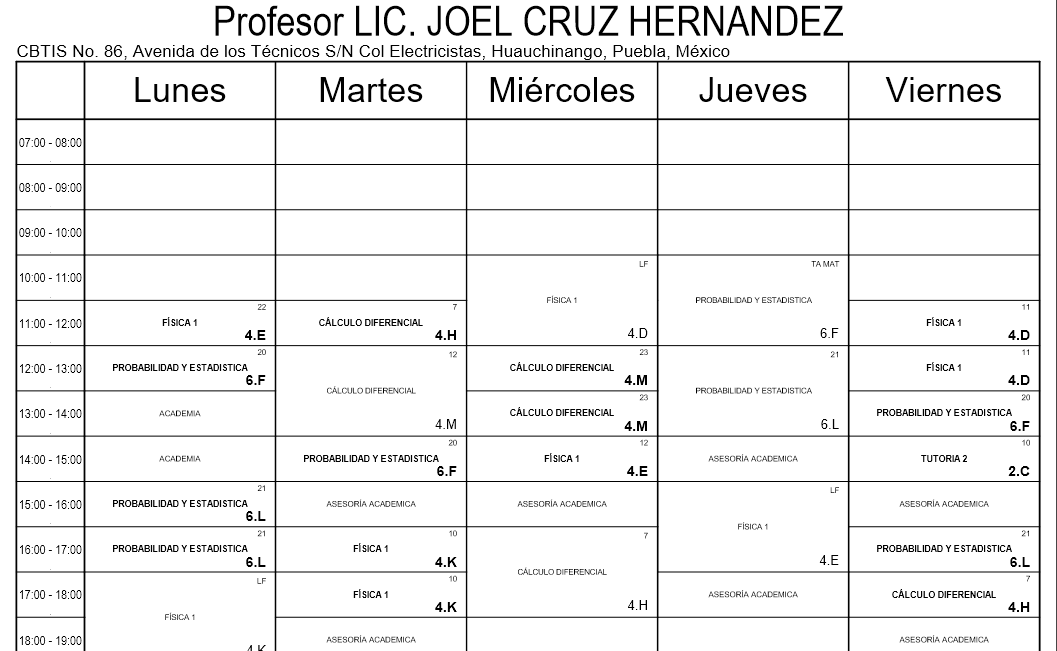 Profesor LIC. JOEL CRUZ HERNANDEZ
CBTIS No. 86, Avenida de los Técnicos S/N Col Electricistas, Huauchinango, Puebla, México
Lunes Martes Miércoles Jueves Viernes
07:00 - 08:00
08:00 - 09:00
09:00 - 10:00
LF TA MAT
10:00 - 11:00
FÍSICA 1 PROBABILIDAD Y ESTADISTICA
22 7 11
11:00 - 12:00 FÍSICA 1 CÁLCULO DIFERENCIAL FÍSICA 1
4.E 4.H 4.D 6.F 4.D
20 12 23 21 11
12:00 - 13:00 PROBABILIDAD Y ESTADISTICA CÁLCULO DIFERENCIAL FÍSICA 1
6.F 4.M 4.D
CÁLCULO DIFERENCIAL PROBABILIDAD Y ESTADISTICA
23 20
13:00 - 14:00 ACADEMIA CÁLCULO DIFERENCIAL PROBABILIDAD Y ESTADISTICA
4.M 4.M 6.L 6.F
20 12 10
14:00 - 15:00 ACADEMIA PROBABILIDAD Y ESTADISTICA FÍSICA 1 ASESORÍA ACADEMICA TUTORIA 2
6.F 4.E 2.C
21 LF
15:00 - 16:00 PROBABILIDAD Y ESTADISTICA ASESORÍA ACADEMICA ASESORÍA ACADEMICA ASESORÍA ACADEMICA
6.L
FÍSICA 1
21 10 7 21
16:00 - 17:00 PROBABILIDAD Y ESTADISTICA FÍSICA 1 PROBABILIDAD Y ESTADISTICA
6.L 4.K 4.E 6.L
CÁLCULO DIFERENCIAL
LF 10 7
17:00 - 18:00 FÍSICA 1 ASESORÍA ACADEMICA CÁLCULO DIFERENCIAL
4.K 4.H 4.H
FÍSICA 1
18:00 - 19:00 ASESORÍA ACADEMICA ASESORÍA ACADEMICA
4.K